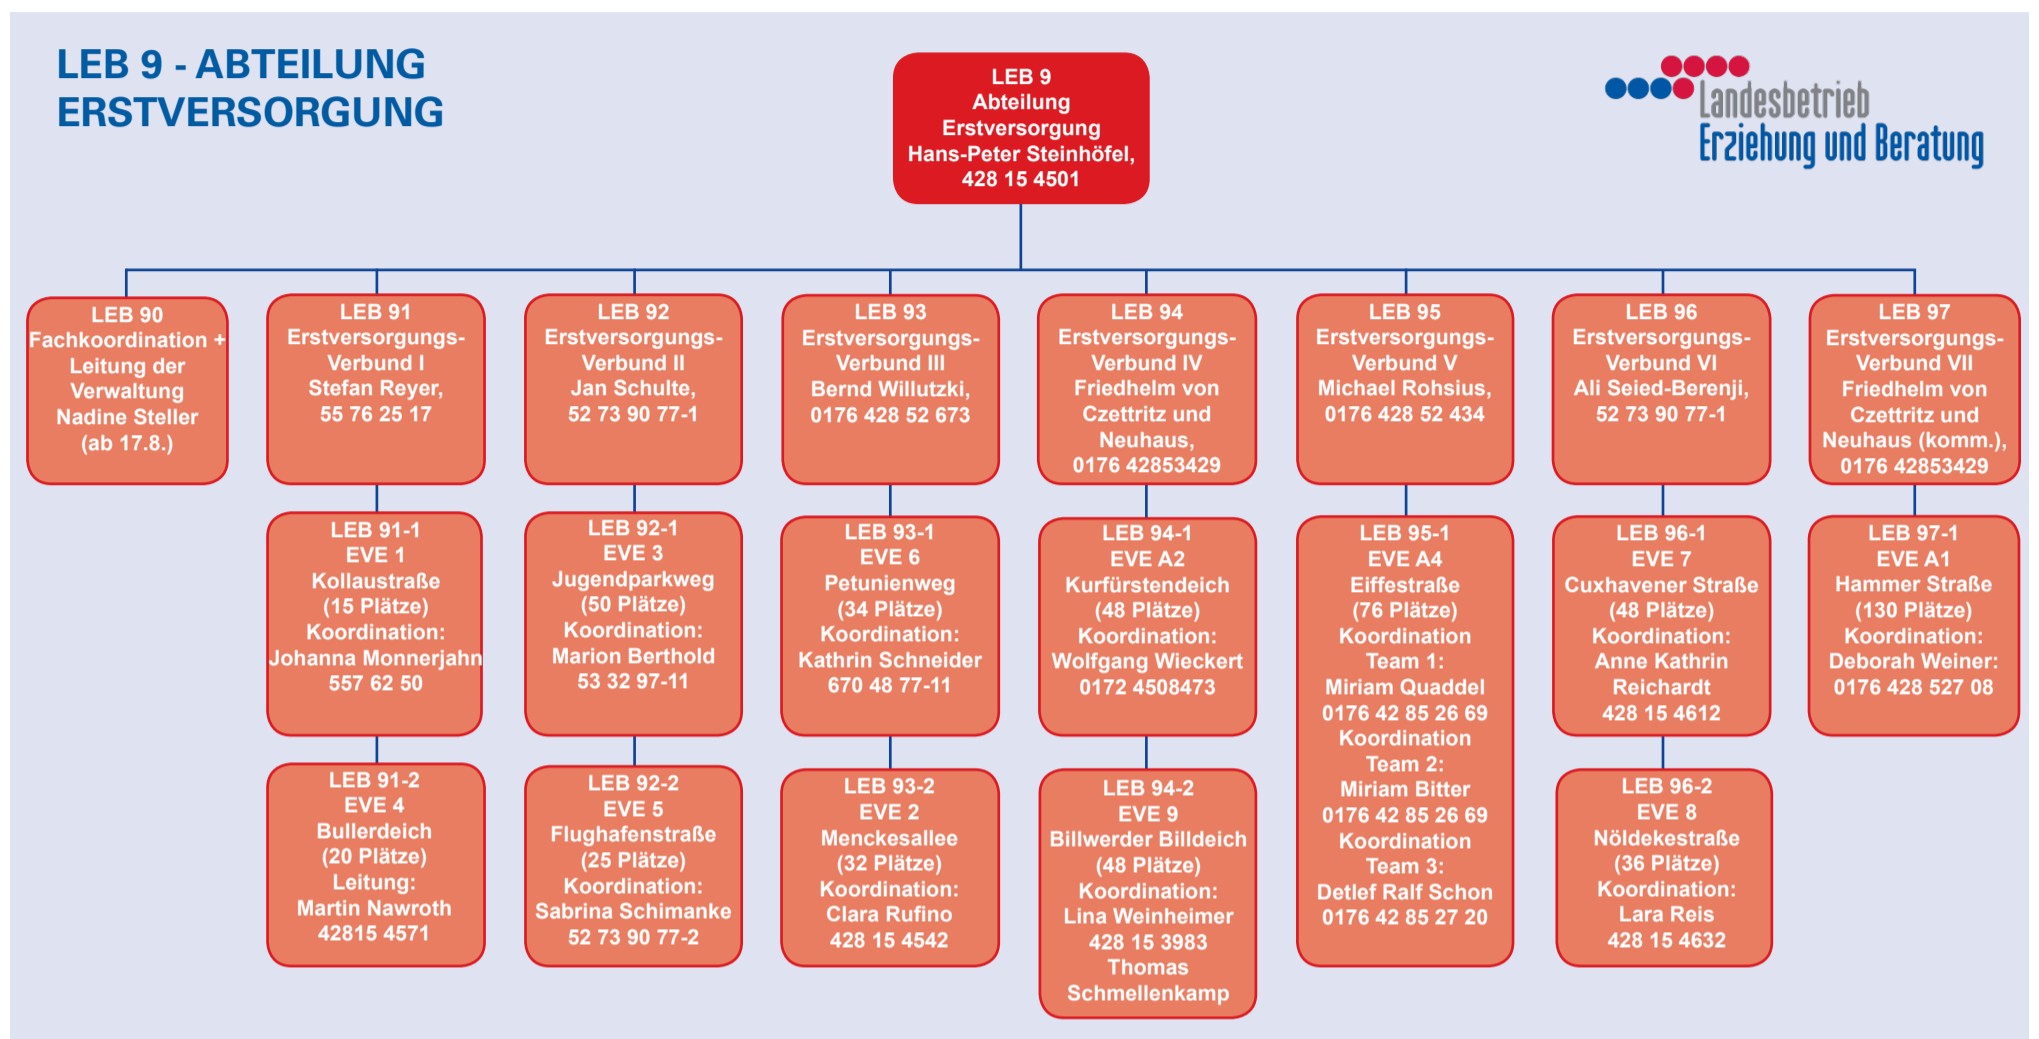 LEB 9 - ABTEILUNG
ERSTVERSORGUNG
LEB 9
Abteilung
Erstversorgung
Hans-Peter Steinhöfel,
428 15 4501
Landesbetrieb
Erziehung und Beratung
LEB 90
Fachkoordination +
Leitung der
Verwaltung
Nadine Steller
(ab 17.8.)
LEB 91
Erstversorgungs-
Verbund I
Stefan Reyer,
55 76 25 17
LEB 92
Erstversorgungs-
Verbund II
Jan Schulte,
52 73 90 77-1
LEB 93
Erstversorgungs-
Verbund III
Bernd Willutzki,
0176 428 52 673
LEB 94
Erstversorgungs-
Verbund IV
Friedhelm von
Czettritz und
Neuhaus,
0176 42853429
LEB 95
Erstversorgungs-
Verbund V
Michael Rohsius,
0176 428 52 434
LEB 96
Erstversorgungs-
Verbund VI
Ali Seied-Berenji,
52 73 90 77-1
LEB 97
Erstversorgungs-
Verbund VII
Friedhelm von
Czettritz und
Neuhaus (komm.),
0176 42853429
LEB 91-1
EVE 1
Kollaustraße
(15 Plätze)
Koordination:
Johanna Monnerjahn
557 62 50
LEB 92-1
EVE 3
Jugendparkweg
(50 Plätze)
Koordination:
Marion Berthold
53 32 97-11
LEB 93-1
EVE 6
Petunienweg
(34 Plätze)
Koordination:
Kathrin Schneider
670 48 77-11
LEB 94-1
EVE A2
Kurfürstendeich
(48 Plätze)
Koordination:
Wolfgang Wieckert
0172 4508473
LEB 95-1
EVE A4
Eiffestraße
(76 Plätze)
Koordination
Team 1:
Miriam Quaddel
0176 42 85 26 69
Koordination
Team 2:
Miriam Bitter
0176 42 85 26 69
Koordination
Team 3:
Detlef Ralf Schon
0176 42 85 27 20
LEB 96-1
EVE 7
Cuxhavener Straße
(48 Plätze)
Koordination:
Anne Kathrin
Reichardt
428 15 4612
LEB 97-1
EVE A1
Hammer Straße
(130 Plätze)
Koordination:
Deborah Weiner:
0176 428 527 08
LEB 91-2
EVE 4
Bullerdeich
(20 Plätze)
Leitung:
Martin Nawroth
42815 4571
LEB 92-2
EVE 5
Flughafenstraße
(25 Plätze)
Koordination:
Sabrina Schimanke
52 73 90 77-2
LEB 93-2
EVE 2
Menckesallee
(32 Plätze)
Koordination:
Clara Rufino
428 15 4542
LEB 94-2
EVE 9
Billwerder Billdeich
(48 Plätze)
Koordination:
Lina Weinheimer
428 15 3983
Thomas
Schmellenkamp
LEB 96-2
EVE 8
Nöldekestraße
(36 Plätze)
Koordination:
Lara Reis
428 15 4632